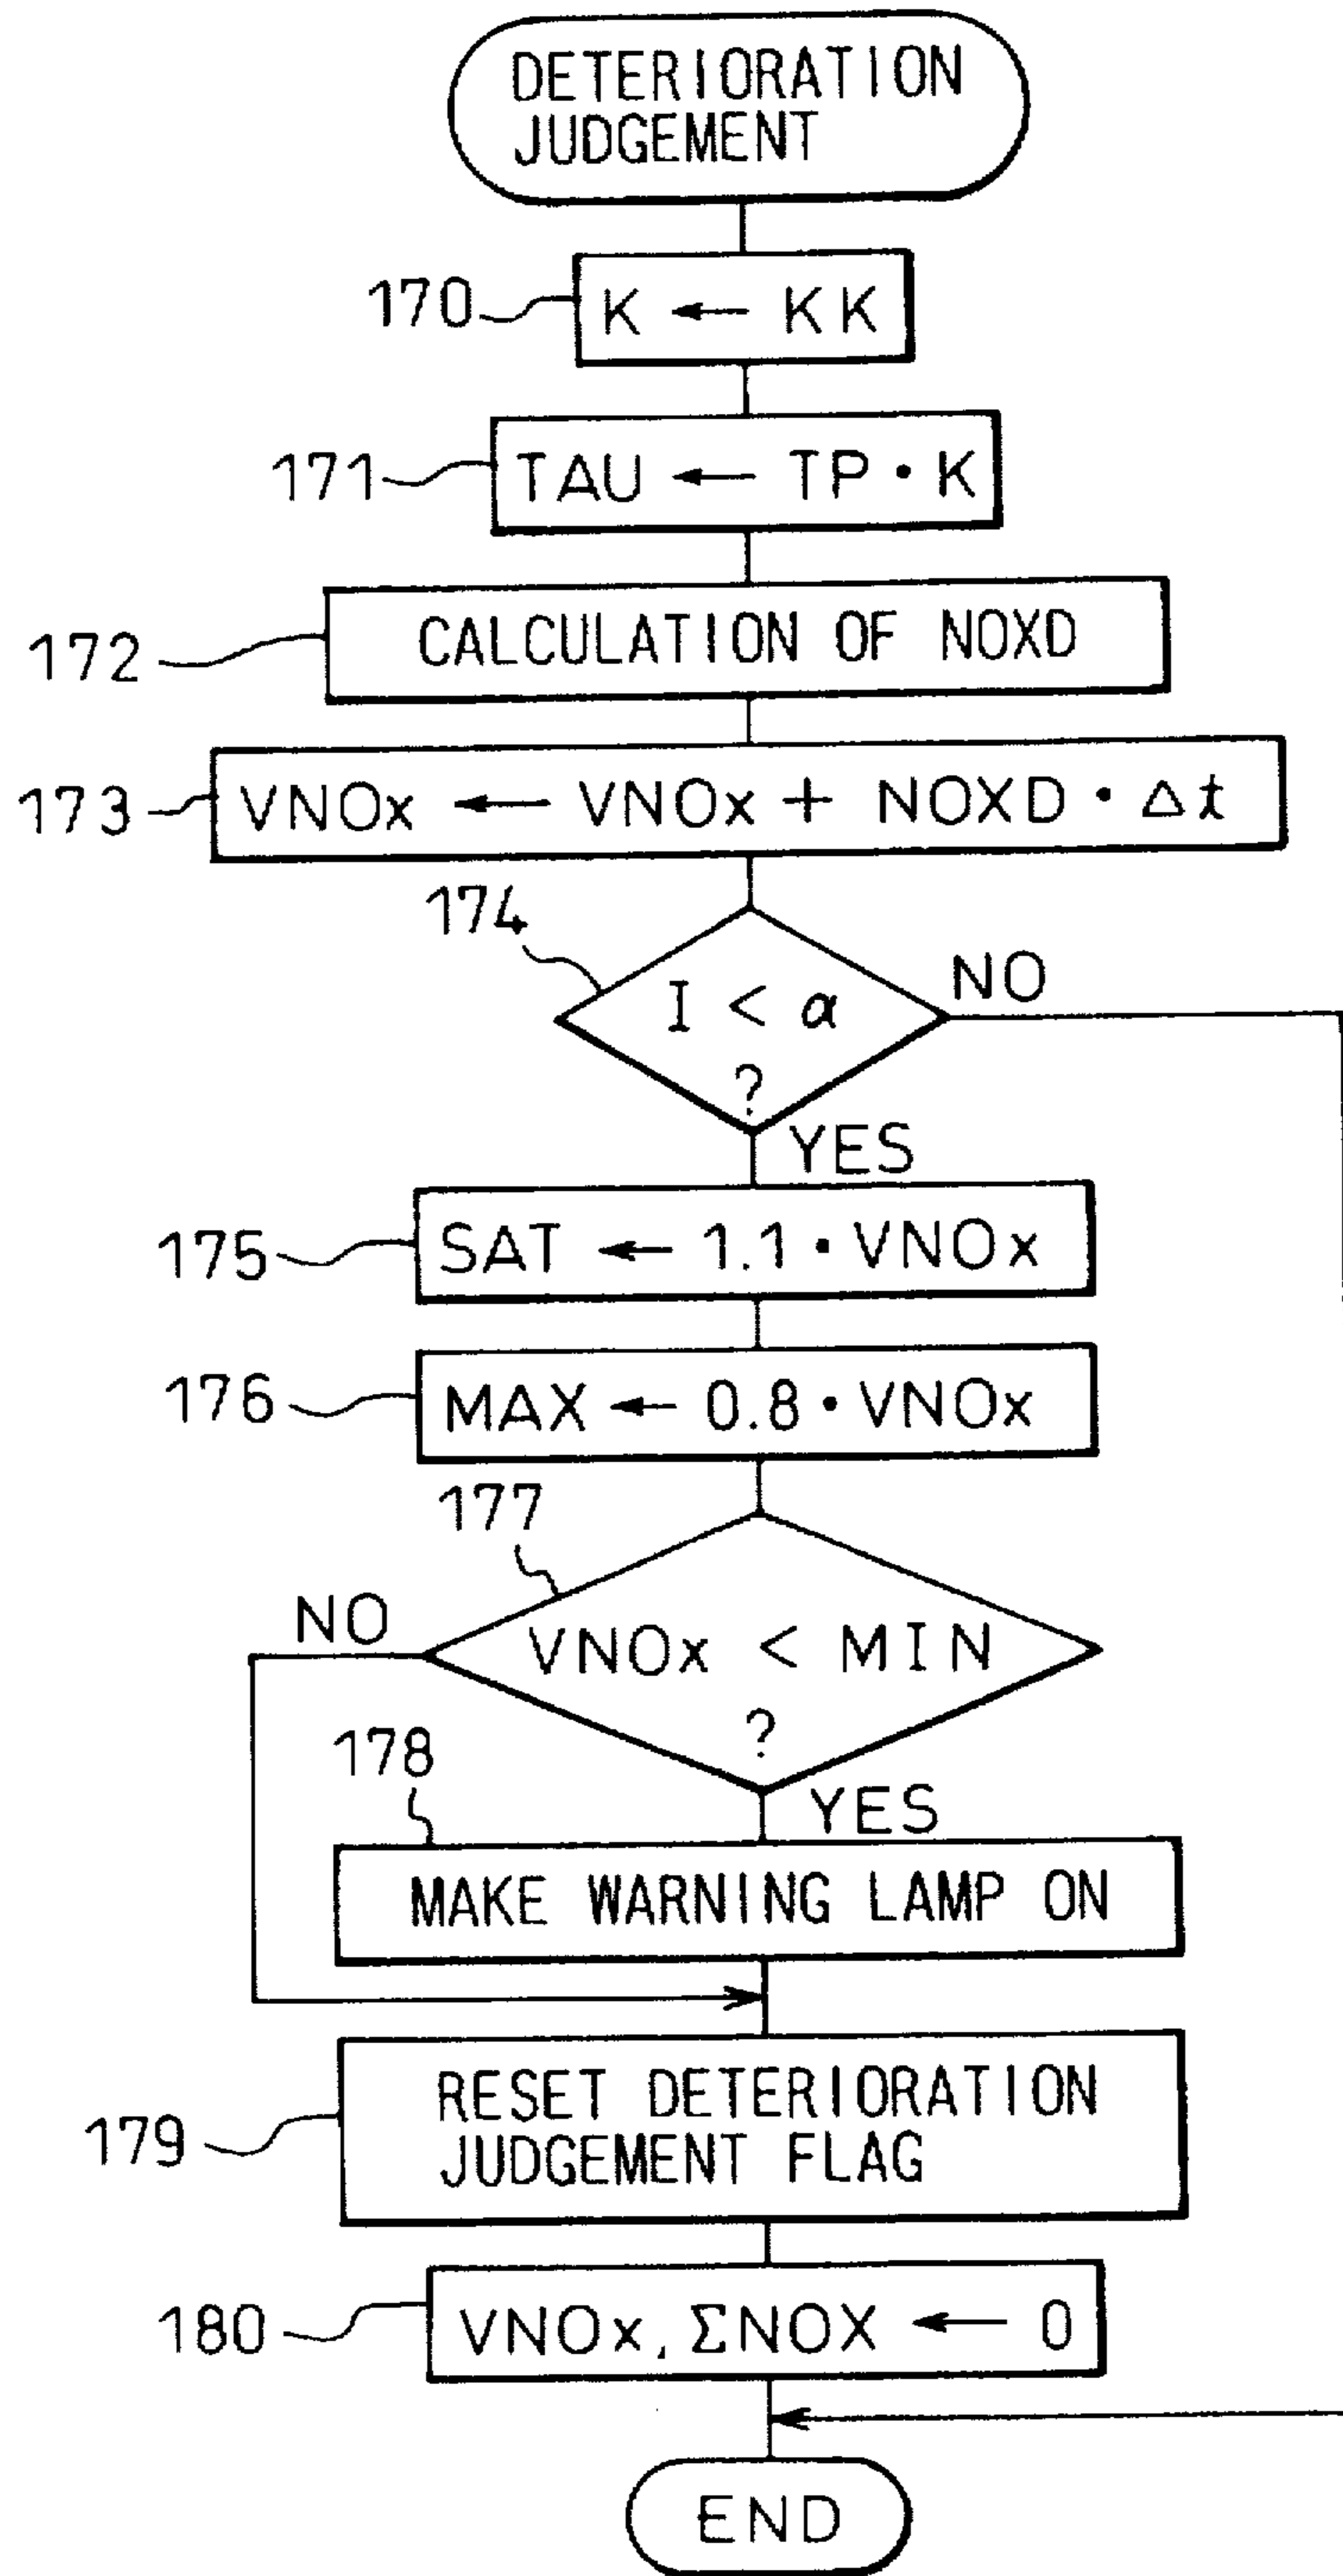 DETERIORATION
JUDGEMENT
170
K ← KK
171
TAU ← TP · K
172
CALCULATION OF NOXD
173
VNOx ← VNOx + NOXD · Δt
174
I < α
?
NO
YES
175
SAT ← 1.1 · VNOx
176
MAX ← 0.8 · VNOx
177
NO
VNOx < MIN
?
YES
178
MAKE WARNING LAMP ON
179
RESET DETERIORATION
JUDGEMENT FLAG
180
VNOx, ΣNOX ← 0
END